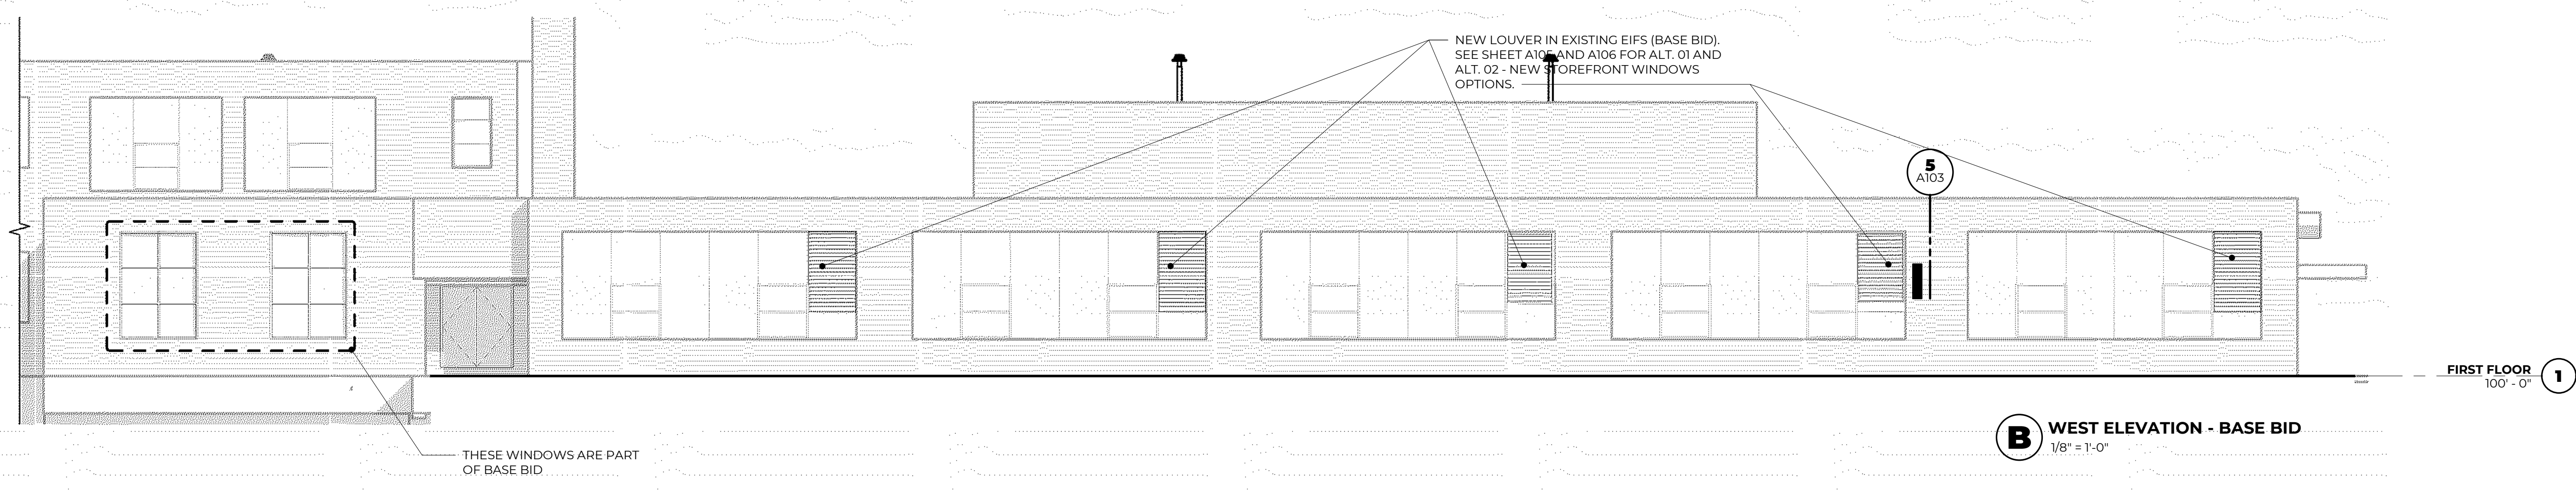 NEW LOUVER IN EXISTING EIFS (BASE BID).
SEE SHEET A105 AND A106 FOR ALT. 01 AND
ALT. 02 - NEW STOREFRONT WINDOWS
OPTIONS.
5
A103
FIRST FLOOR
100' - 0"
1
B
WEST ELEVATION - BASE BID
1/8" = 1'-0"
THESE WINDOWS ARE PART
OF BASE BID